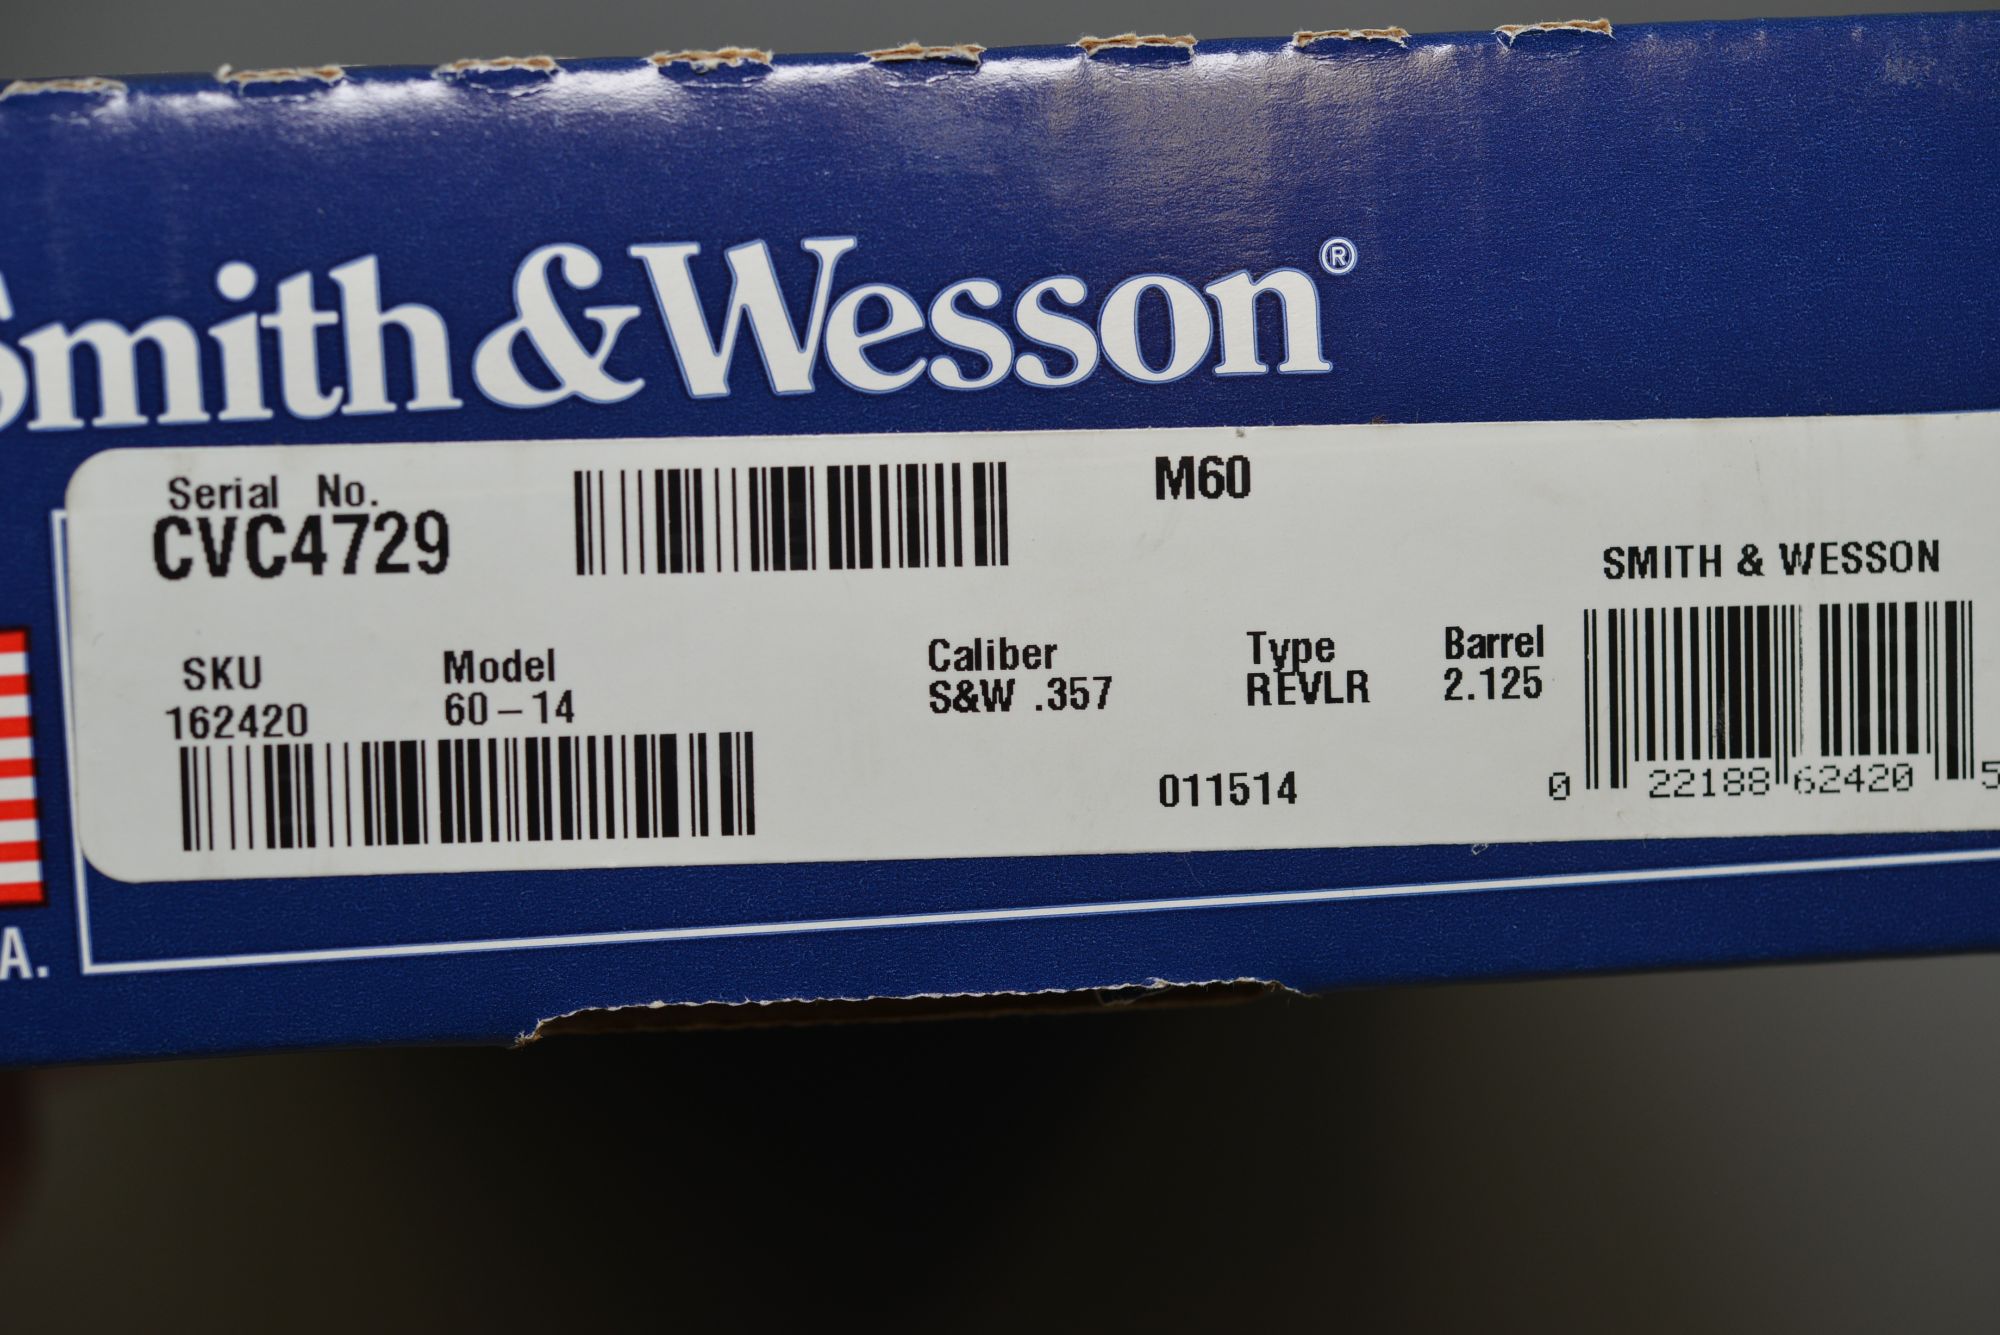 Smith & Wesson®
Serial No.
CVC4729
M60
SMITH & WESSON
SKU
162420
Model
60-14
Caliber
S&W .357
Type
REVLR
Barrel
2.125
011514
0 22188 62420 5
A.